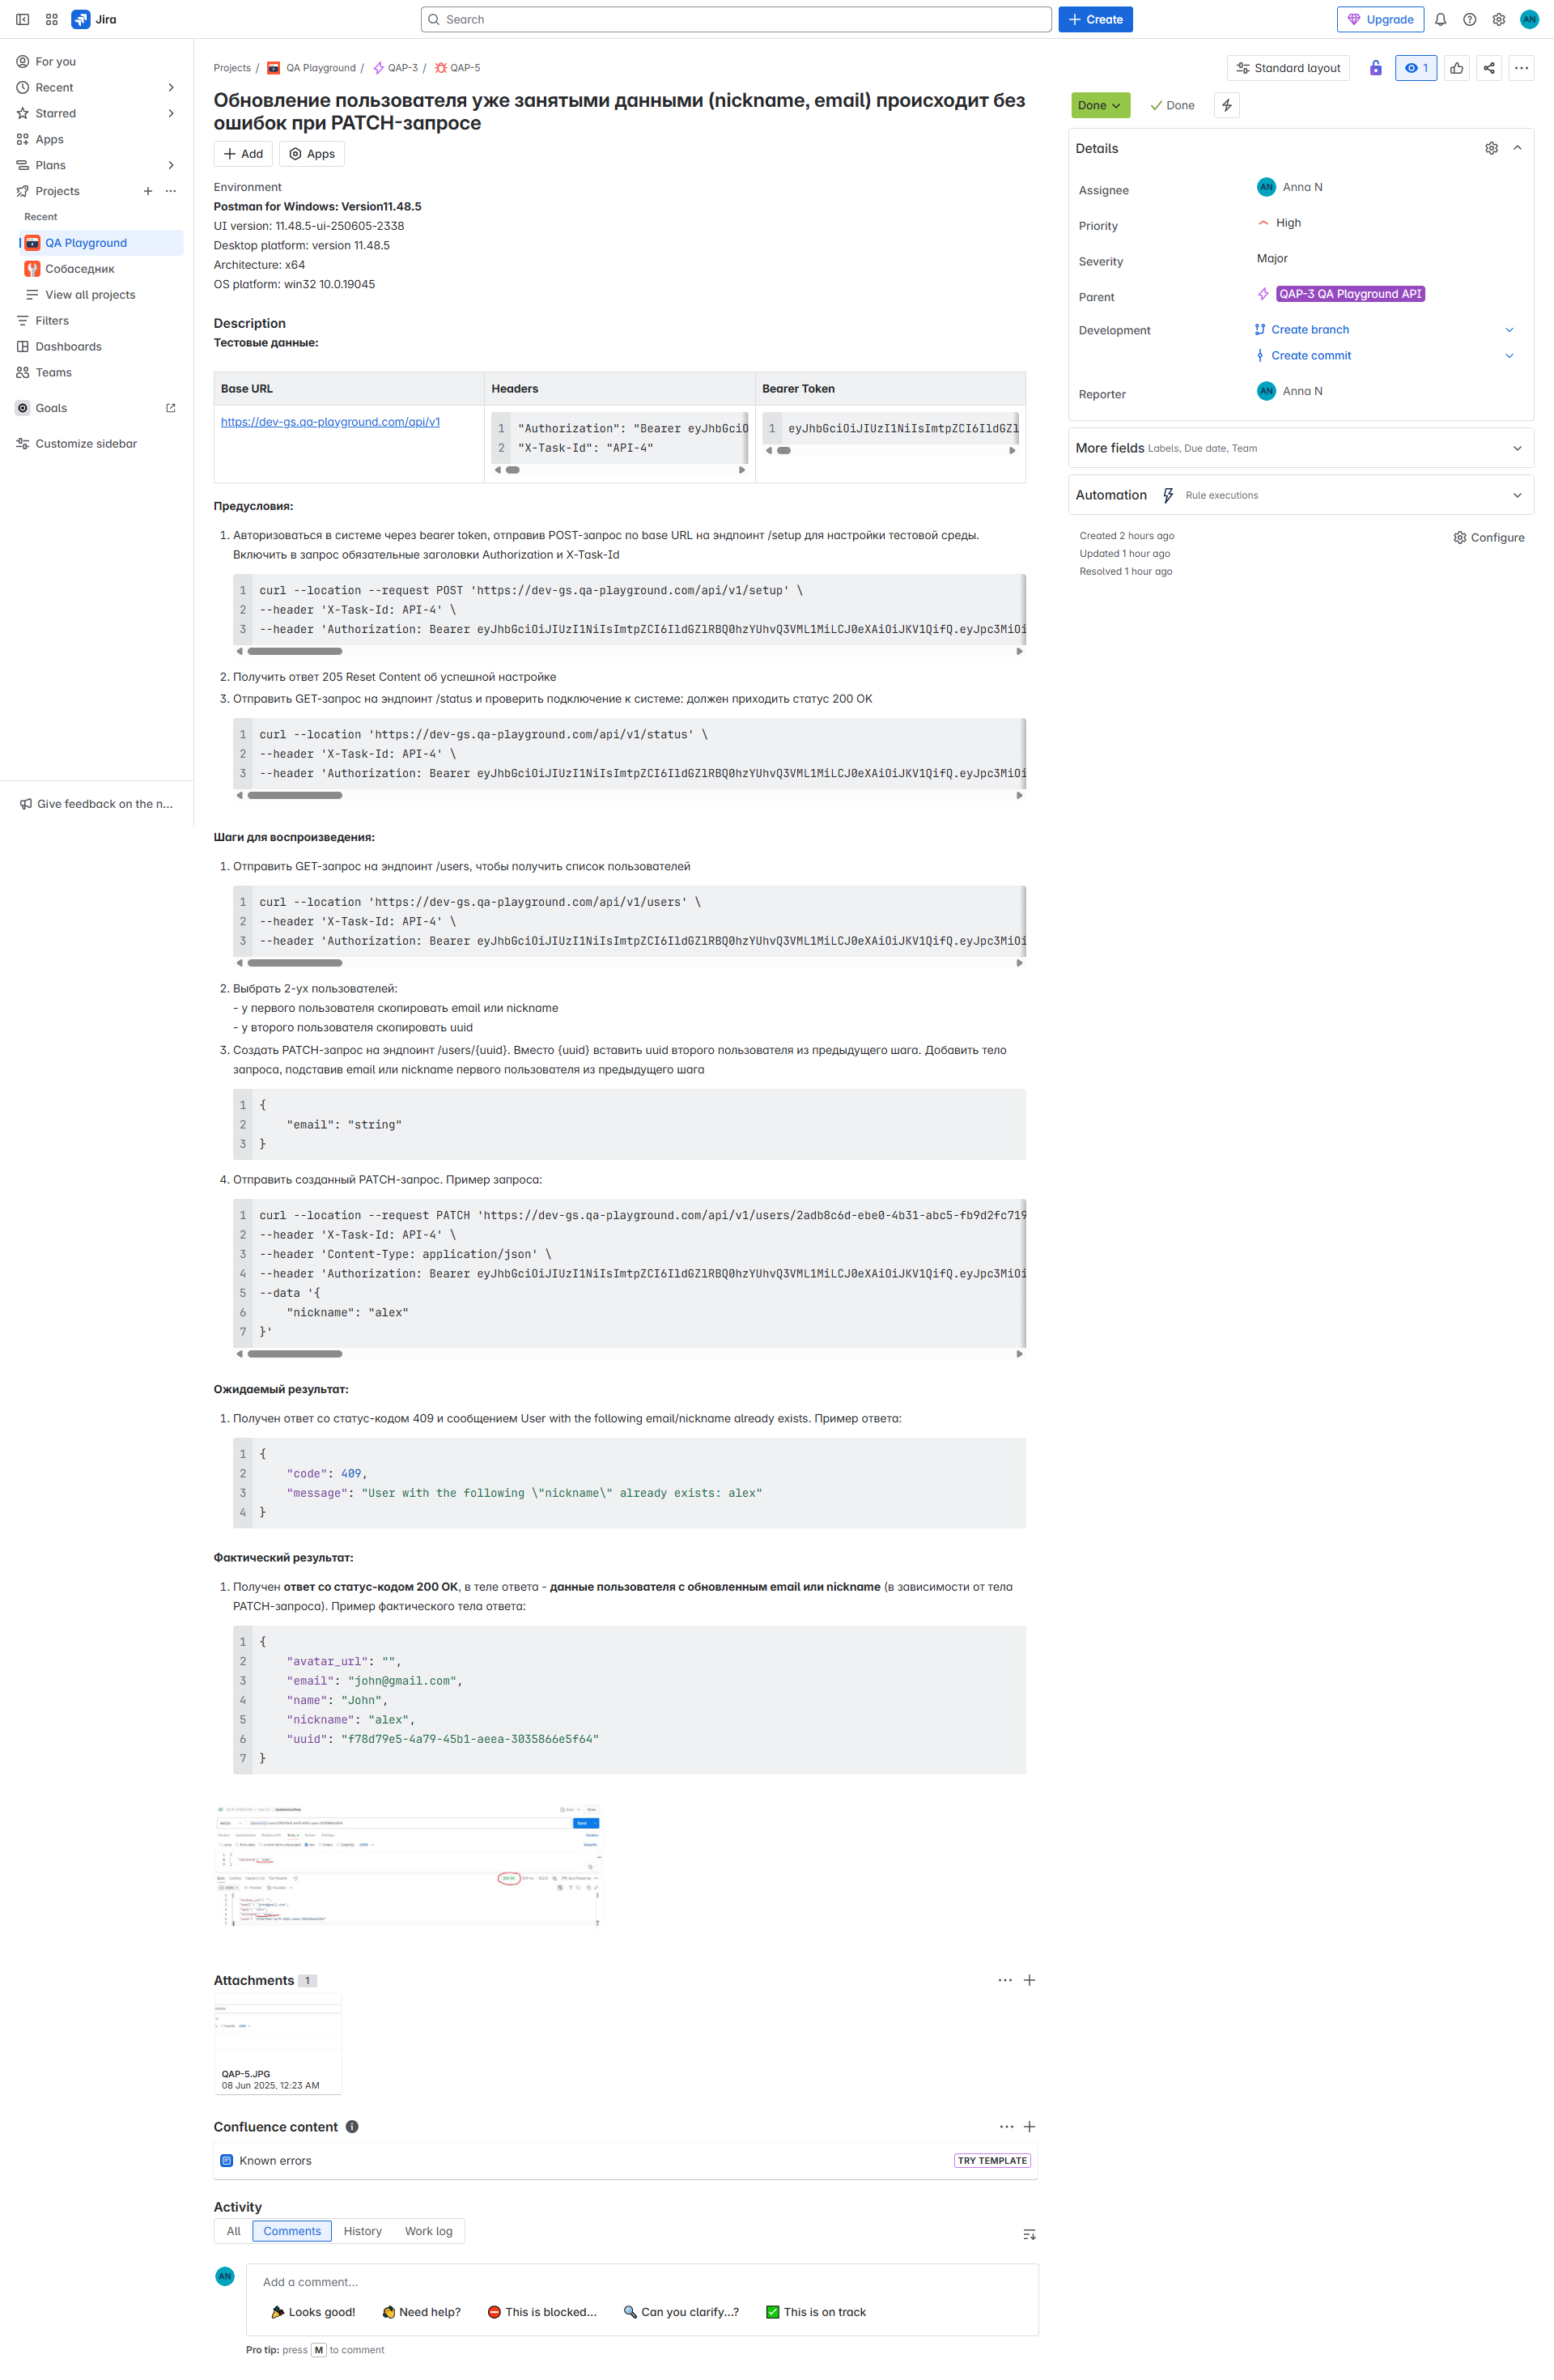 Jira
Search
Create
Upgrade
AN
For you
Recent
Starred
Apps
Plans
Projects
Recent
QA Playground
Собаседник
View all projects
Filters
Dashboards
Teams
Goals
Customize sidebar
Give feedback on the n...
Projects / QA Playground / QAP-3 / QAP-5
Обновление пользователя уже занятыми данными (nickname, email) происходит без
ошибок при PATCH-запросе
Add Apps
Environment
Postman for Windows: Version11.48.5
UI version: 11.48.5-ui-250605-2338
Desktop platform: version 11.48.5
Architecture: x64
OS platform: win32 10.0.19045
Description
Тестовые данные:
Base URL Headers Bearer Token
https://dev-gs.qa-playground.com/api/v1
1 "Authorization": "Bearer eyJhbGciO
2 "X-Task-Id": "API-4"
1 eyJhbGciOiJIUzI1NiIsImtpZCI6IldGZl
Предусловия:
1. Авторизоваться в системе через bearer token, отправив POST-запрос по base URL на эндпоинт /setup для настройки тестовой среды.
Включить в запрос обязательные заголовки Authorization и X-Task-Id
1 curl --location --request POST 'https://dev-gs.qa-playground.com/api/v1/setup' \
2 --header 'X-Task-Id: API-4' \
3 --header 'Authorization: Bearer eyJhbGciOiJIUzI1NiIsImtpZCI6IldGZlRBQ0hzYUhvQ3VML1MiLCJ0eXAiOiJKV1QifQ.eyJpc3MiOi
2. Получить ответ 205 Reset Content об успешной настройке
3. Отправить GET-запрос на эндпоинт /status и проверить подключение к системе: должен приходить статус 200 OK
1 curl --location 'https://dev-gs.qa-playground.com/api/v1/status' \
2 --header 'X-Task-Id: API-4' \
3 --header 'Authorization: Bearer eyJhbGciOiJIUzI1NiIsImtpZCI6IldGZlRBQ0hzYUhvQ3VML1MiLCJ0eXAiOiJKV1QifQ.eyJpc3MiOi
Шаги для воспроизведения:
1. Отправить GET-запрос на эндпоинт /users, чтобы получить список пользователей
1 curl --location 'https://dev-gs.qa-playground.com/api/v1/users' \
2 --header 'X-Task-Id: API-4' \
3 --header 'Authorization: Bearer eyJhbGciOiJIUzI1NiIsImtpZCI6IldGZlRBQ0hzYUhvQ3VML1MiLCJ0eXAiOiJKV1QifQ.eyJpc3MiOi
2. Выбрать 2-ух пользователей:
- у первого пользователя скопировать email или nickname
- у второго пользователя скопировать uuid
3. Создать PATCH-запрос на эндпоинт /users/{uuid}. Вместо {uuid} вставить uuid второго пользователя из предыдущего шага. Добавить тело
запроса, подставив email или nickname первого пользователя из предыдущего шага
1 {
2 "email": "string"
3 }
4. Отправить созданный PATCH-запрос. Пример запроса:
1 curl --location --request PATCH 'https://dev-gs.qa-playground.com/api/v1/users/2adb8c6d-ebe0-4b31-abc5-fb9d2fc719
2 --header 'X-Task-Id: API-4' \
3 --header 'Content-Type: application/json' \
4 --header 'Authorization: Bearer eyJhbGciOiJIUzI1NiIsImtpZCI6IldGZlRBQ0hzYUhvQ3VML1MiLCJ0eXAiOiJKV1QifQ.eyJpc3MiOi
5 --data '{
6 "nickname": "alex"
7 }'
Ожидаемый результат:
1. Получен ответ со статус-кодом 409 и сообщением User with the following email/nickname already exists. Пример ответа:
1 {
2 "code": 409,
3 "message": "User with the following \"nickname\" already exists: alex"
4 }
Фактический результат:
1. Получен ответ со статус-кодом 200 OK, в теле ответа - данные пользователя с обновленным email или nickname (в зависимости от тела
PATCH-запроса). Пример фактического тела ответа:
1 {
2 "avatar_url": "",
3 "email": "john@gmail.com",
4 "name": "John",
5 "nickname": "alex",
6 "uuid": "f78d79e5-4a79-45b1-aeea-3035866e5f64"
7 }
Attachments 1
QAP-5.JPG
08 Jun 2025, 12:23 AM
Confluence content
Known errors TRY TEMPLATE
Activity
All Comments History Work log
AN Add a comment...
Looks good! Need help? This is blocked... Can you clarify...? This is on track
Pro tip: press M to comment
Standard layout 1
Done Done
Details
Assignee AN Anna N
Priority High
Severity Major
Parent QAP-3 QA Playground API
Development Create branch
Create commit
Reporter AN Anna N
More fields Labels, Due date, Team
Automation Rule executions
Created 2 hours ago
Updated 1 hour ago
Resolved 1 hour ago
Configure